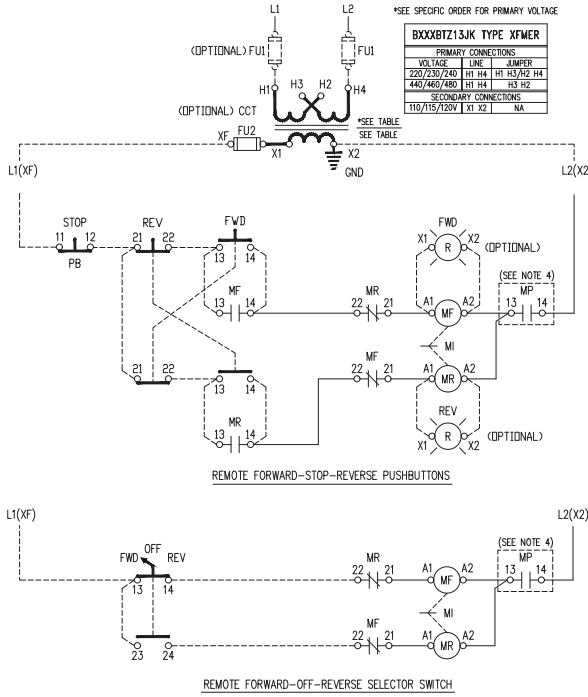 L1 L2 *SEE SPECIFIC ORDER FOR PRIMARY VOLTAGE
BXXXBTZ13JK TYPE XFMER
PRIMARY CONNECTIONS
VOLTAGE LINE JUMPER
220/230/240 H1 H4 H1 H3/H2 H4
440/460/480 H1 H4 H3 H2
SECONDARY CONNECTIONS
110/115/120V X1 X2 NA
(OPTIONAL) FU1 FU1
H1 H3 H2 H4
(OPTIONAL) CCT
*SEE TABLE
SEE TABLE
XF FU2 X1 X2
GND
L1(XF) L2(X2
STOP REV FWD FWD
11 12 21 22 13 14 X1 R X2 (OPTIONAL)
PB
(SEE NOTE 4)
MF MR MP
13 14 22 21 A1 MF A2 13 14
MI
21 22 13 14 MF
22 21 A1 MR A2
MR REV
13 14 X1 R X2 (OPTIONAL)
REMOTE FORWARD-STOP-REVERSE PUSHBUTTONS
L1(XF) L2(X2)
(SEE NOTE 4)
FWD OFF REV MR MP
13 14 22 21 A1 MF A2 13 14
MI
MF
23 24 22 21 A1 MR A2
REMOTE FORWARD-OFF-REVERSE SELECTOR SWITCH